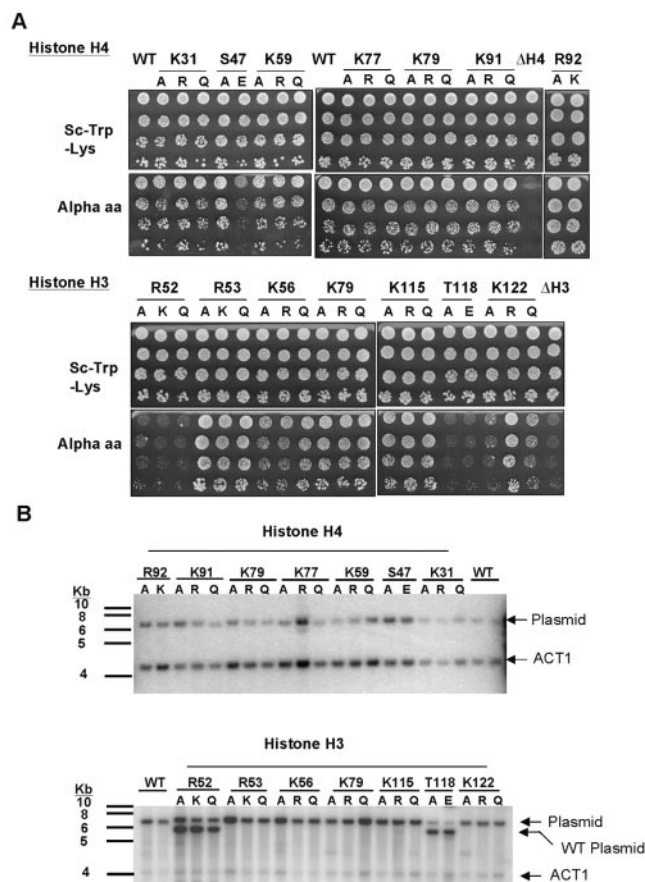 A
Histone H4
WT K31 S47 K59 WT K77 K79 K91 ΔH4 R92
A R Q A E A R Q A R Q A R Q A R Q A K
Sc-Trp
-Lys
Alpha aa
Histone H3
R52 R53 K56 K79 K115 T118 K122 ΔH3
A K Q A K Q A R Q A R Q A R Q A E A R Q
Sc-Trp
-Lys
Alpha aa
B
Histone H4
R92 K91 K79 K77 K59 S47 K31 WT
Kb A K A R Q A R Q A R Q A R Q A E A R Q
10
8
6
5
4
Plasmid
ACT1
Histone H3
WT R52 R53 K56 K79 K115 T118 K122
Kb A K Q A K Q A R Q A R Q A R Q A E A R Q
10
8
6
5
4
Plasmid
WT Plasmid
ACT1